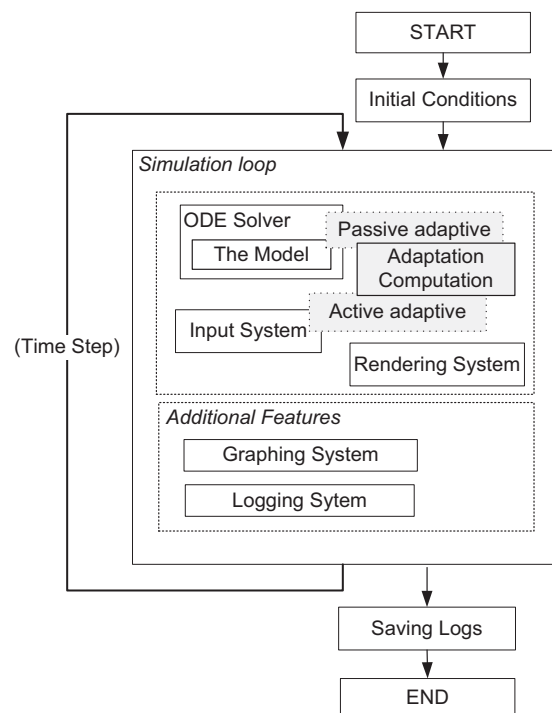 START
Initial Conditions
Simulation loop
ODE Solver
Passive adaptive
The Model
Adaptation
Computation
Active adaptive
Input System
(Time Step)
Rendering System
Additional Features
Graphing System
Logging Sytem
Saving Logs
END